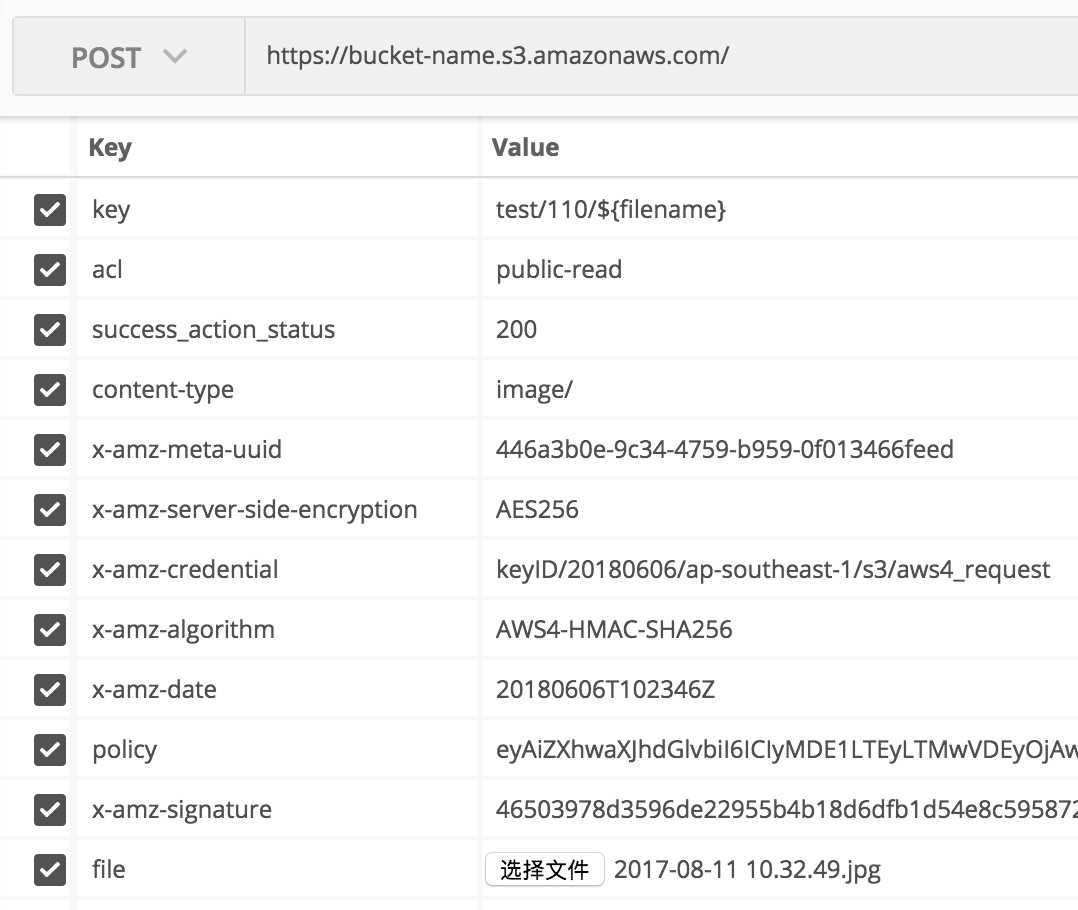 POST https://bucket-name.s3.amazonaws.com/
Key Value
key test/110/${filename}
acl public-read
success_action_status 200
content-type image/
x-amz-meta-uuid 446a3b0e-9c34-4759-b959-0f013466feed
x-amz-server-side-encryption AES256
x-amz-credential keyID/20180606/ap-southeast-1/s3/aws4_request
x-amz-algorithm AWS4-HMAC-SHA256
x-amz-date 20180606T102346Z
policy eyAiZXhwaXJhdGlvbiI6ICIyMDE1LTEyLTMwVDEyOjAw
x-amz-signature 46503978d3596de22955b4b18d6dfb1d54e8c595872
file 选择文件 2017-08-11 10.32.49.jpg